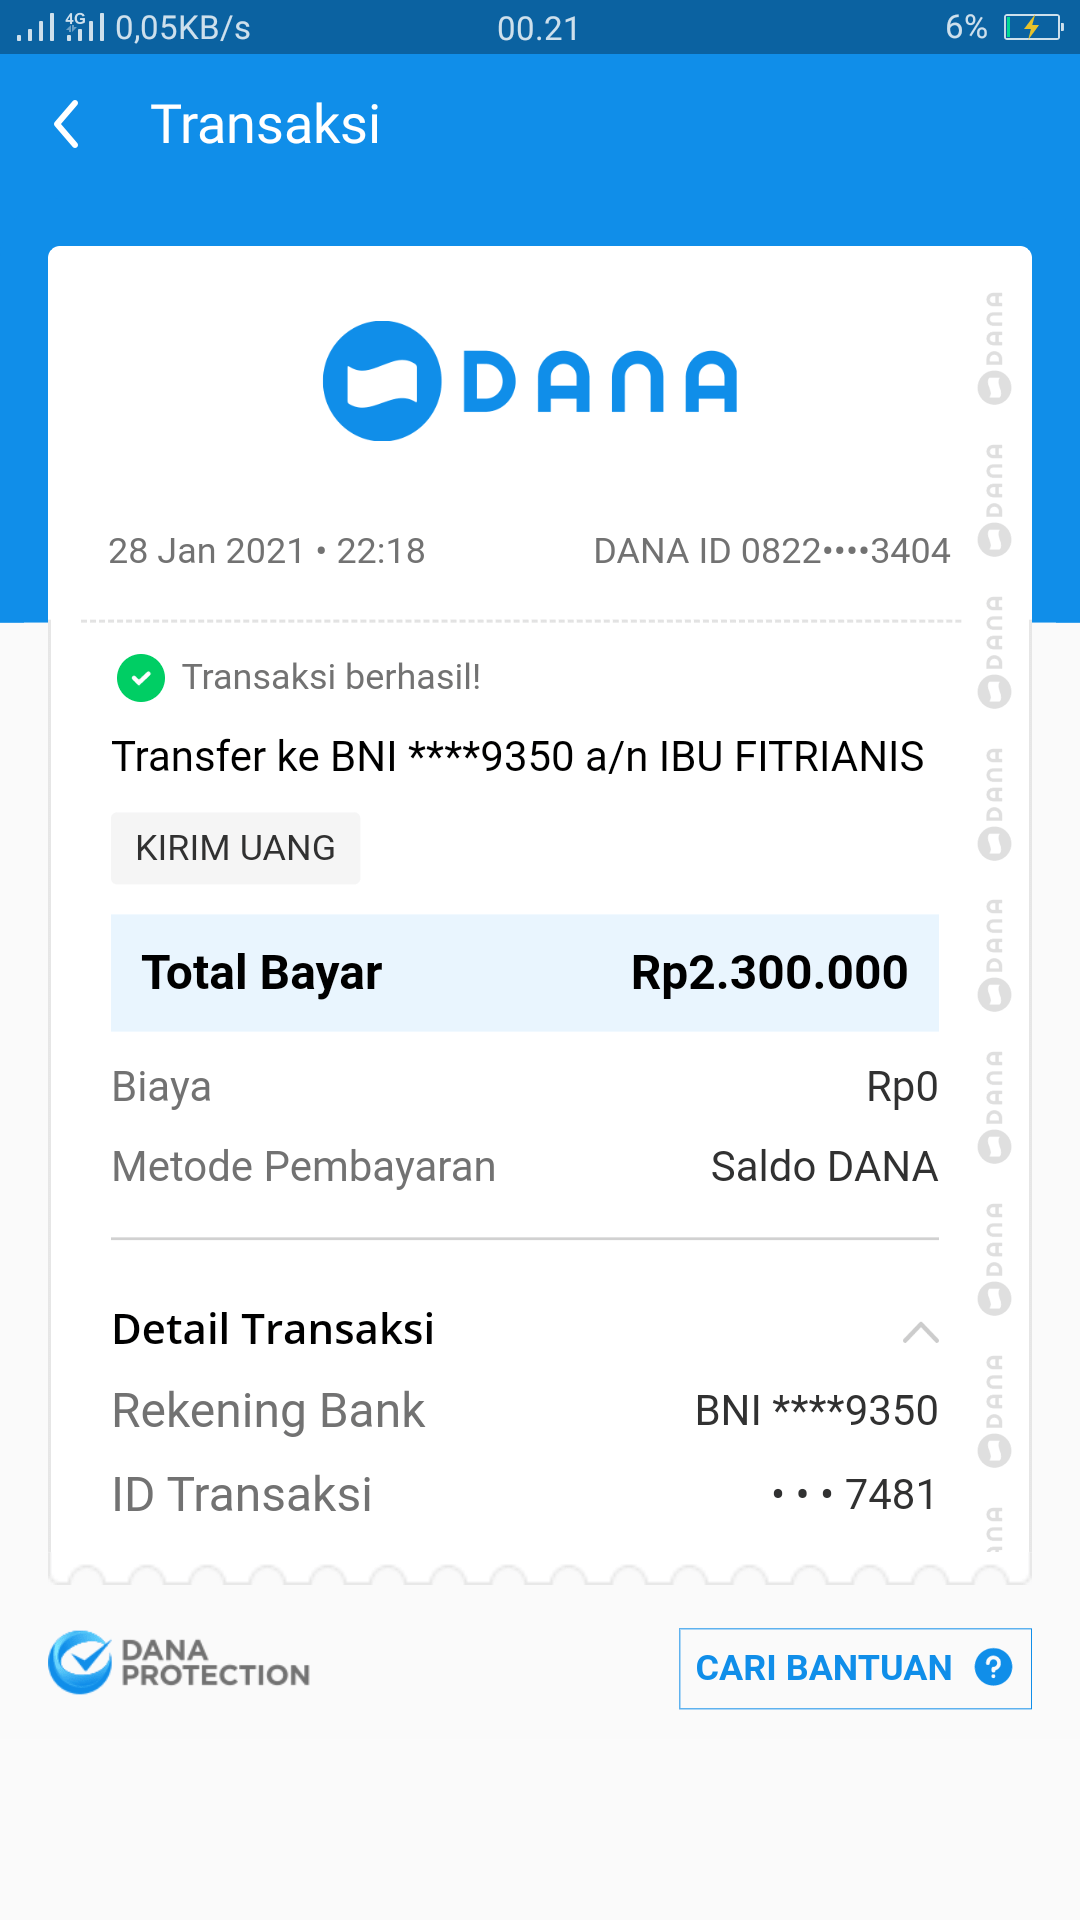 4G 0,05KB/s 00.21 6%
Transaksi
DANA
28 Jan 2021 • 22:18 DANA ID 0822••••3404
Transaksi berhasil!
Transfer ke BNI ****9350 a/n IBU FITRIANIS
KIRIM UANG
Total Bayar Rp2.300.000
Biaya Rp0
Metode Pembayaran Saldo DANA
Detail Transaksi
Rekening Bank BNI ****9350
ID Transaksi • • • 7481
DANA
DANA
DANA
DANA
DANA
DANA
DANA
DANA
ANA
DANA
PROTECTION
CARI BANTUAN ?